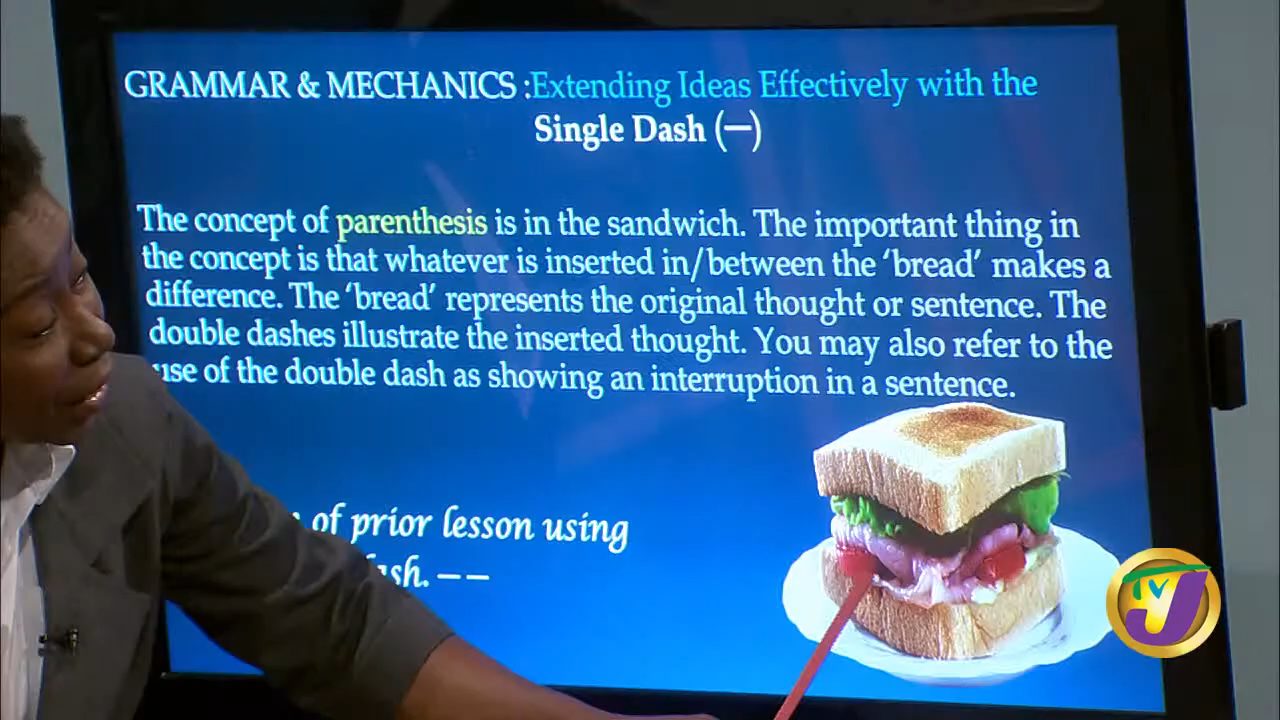 GRAMMAR & MECHANICS :Extending Ideas Effectively with the
Single Dash (—)
The concept of parenthesis is in the sandwich. The important thing in
the concept is that whatever is inserted in/between the ‘bread’ makes a
difference. The ‘bread’ represents the original thought or sentence. The
double dashes illustrate the inserted thought. You may also refer to the
use of the double dash as showing an interruption in a sentence.
of prior lesson using
— —
TVJ